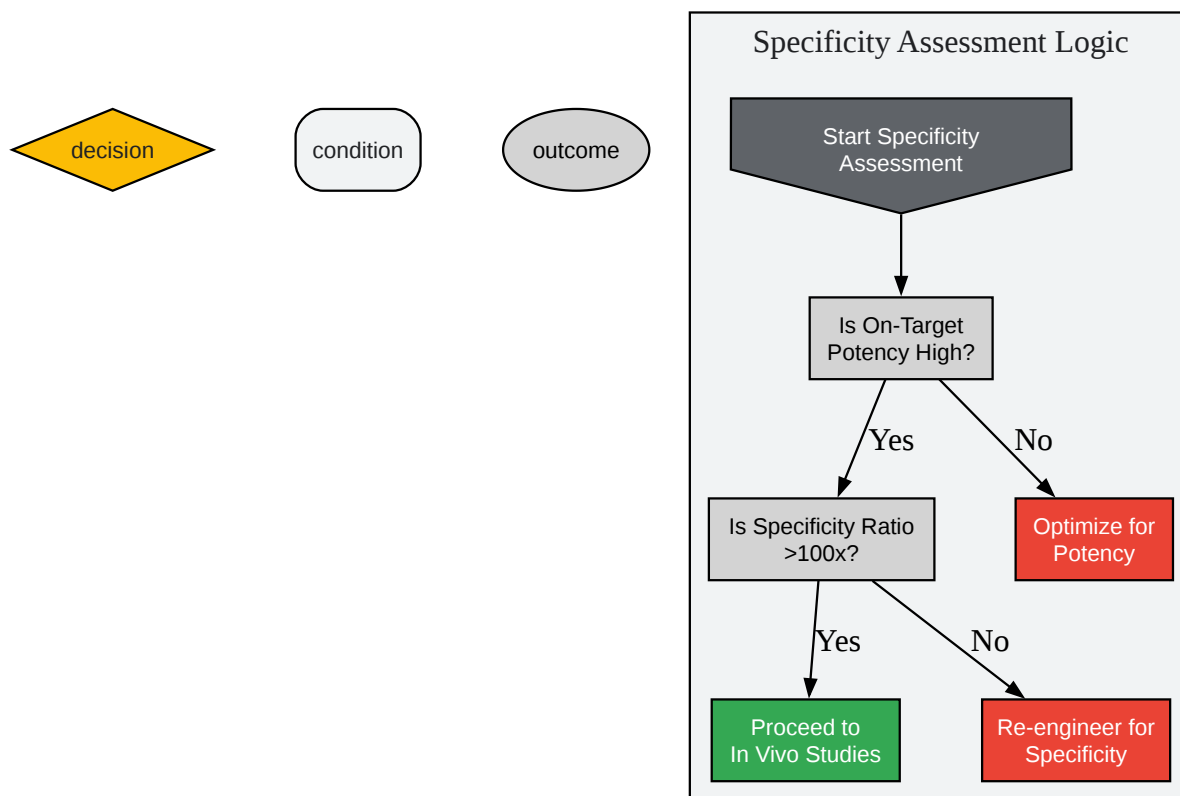 Specificity Assessment Logic
decision
condition
outcome
Start Specificity
Assessment
Is On-Target
Potency High?
Yes
No
Is Specificity Ratio
>100x?
Optimize for
Potency
Yes
No
Proceed to
In Vivo Studies
Re-engineer for
Specificity